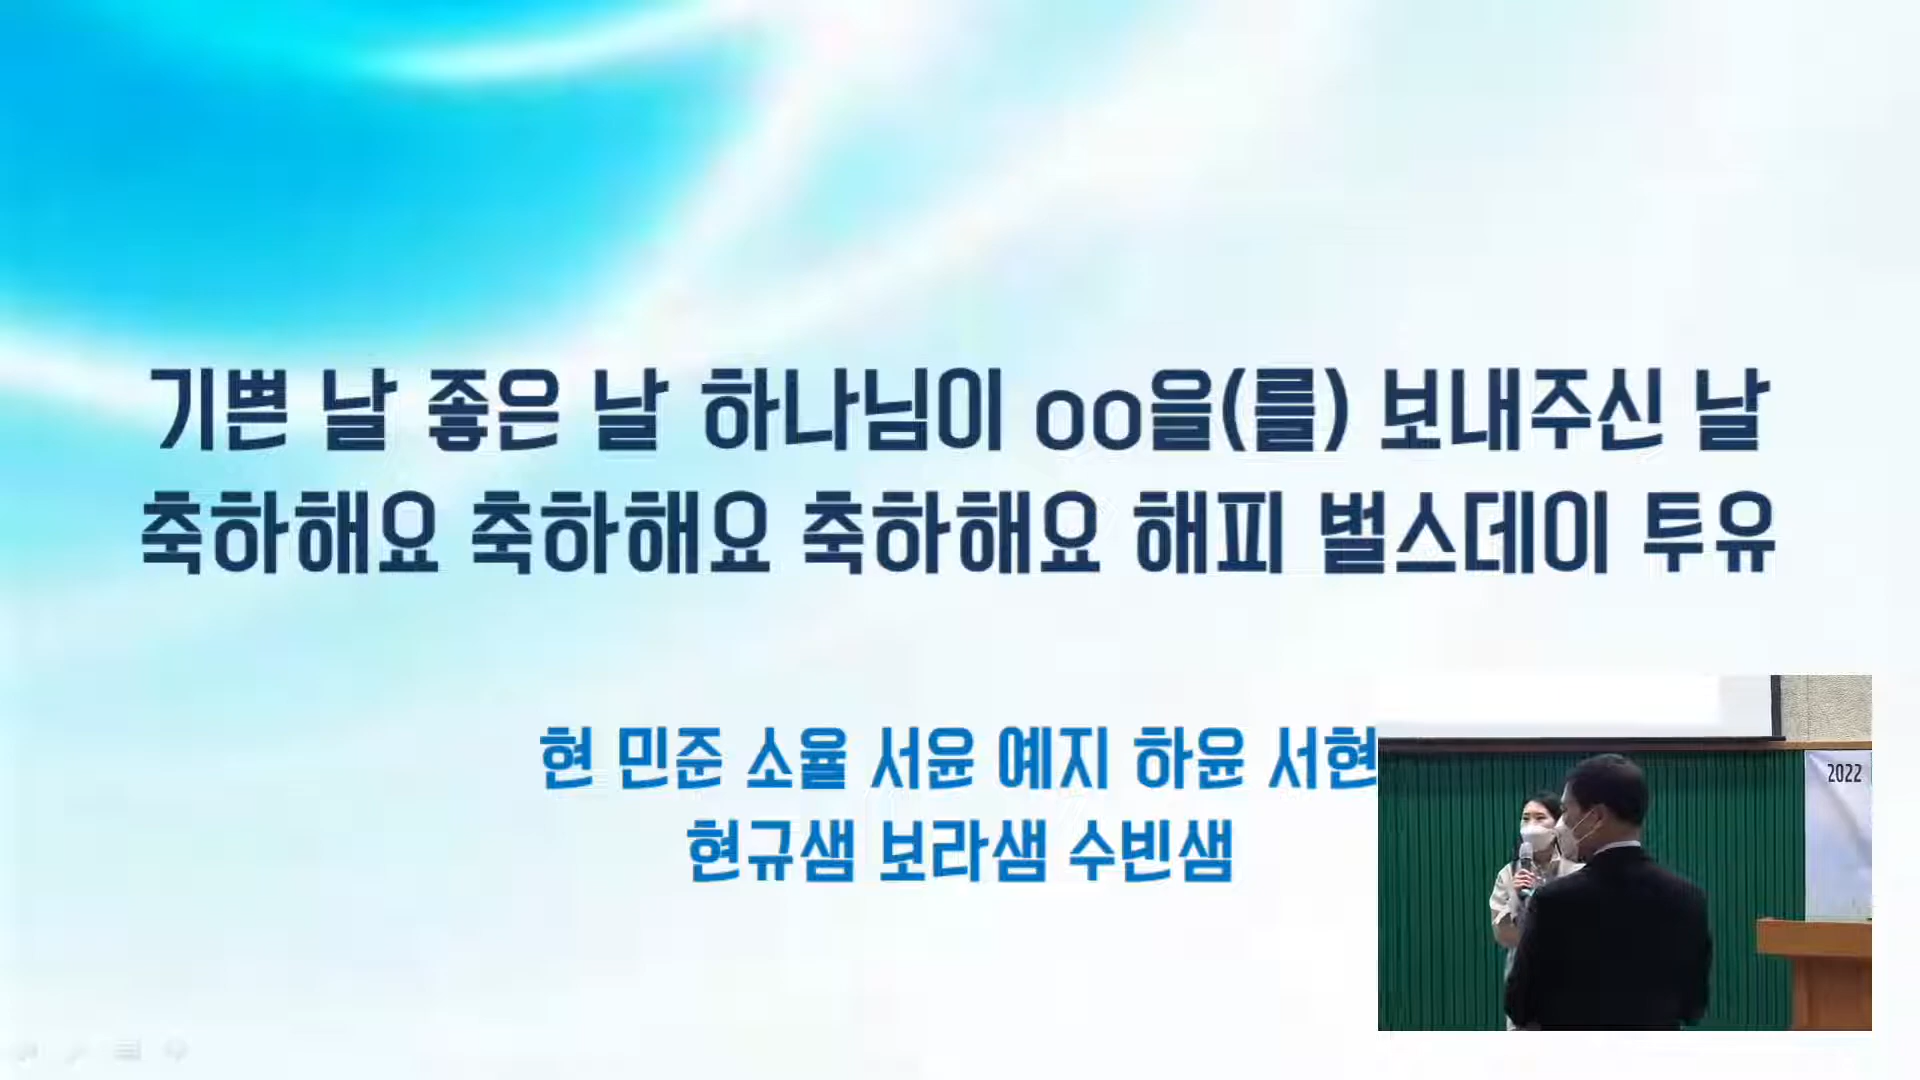 기쁜 날 좋은 날 하나님이 oo을(를) 보내주신 날
축하해요 축하해요 축하해요 해피 벌스데이 투유
현 민준 소율 서윤 예지 하윤 서현
현규샘 보라샘 수빈샘
2022